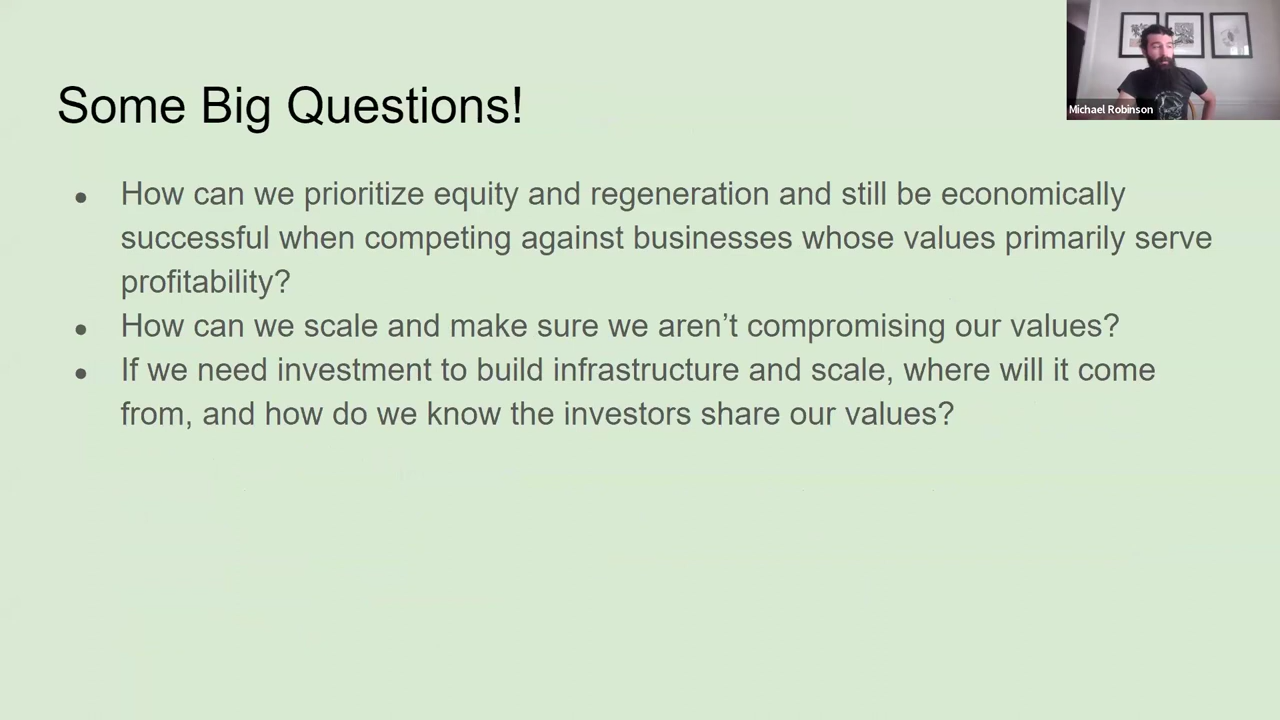 Some Big Questions!
● How can we prioritize equity and regeneration and still be economically
successful when competing against businesses whose values primarily serve
profitability?
● How can we scale and make sure we aren’t compromising our values?
● If we need investment to build infrastructure and scale, where will it come
from, and how do we know the investors share our values?
Michael Robinson